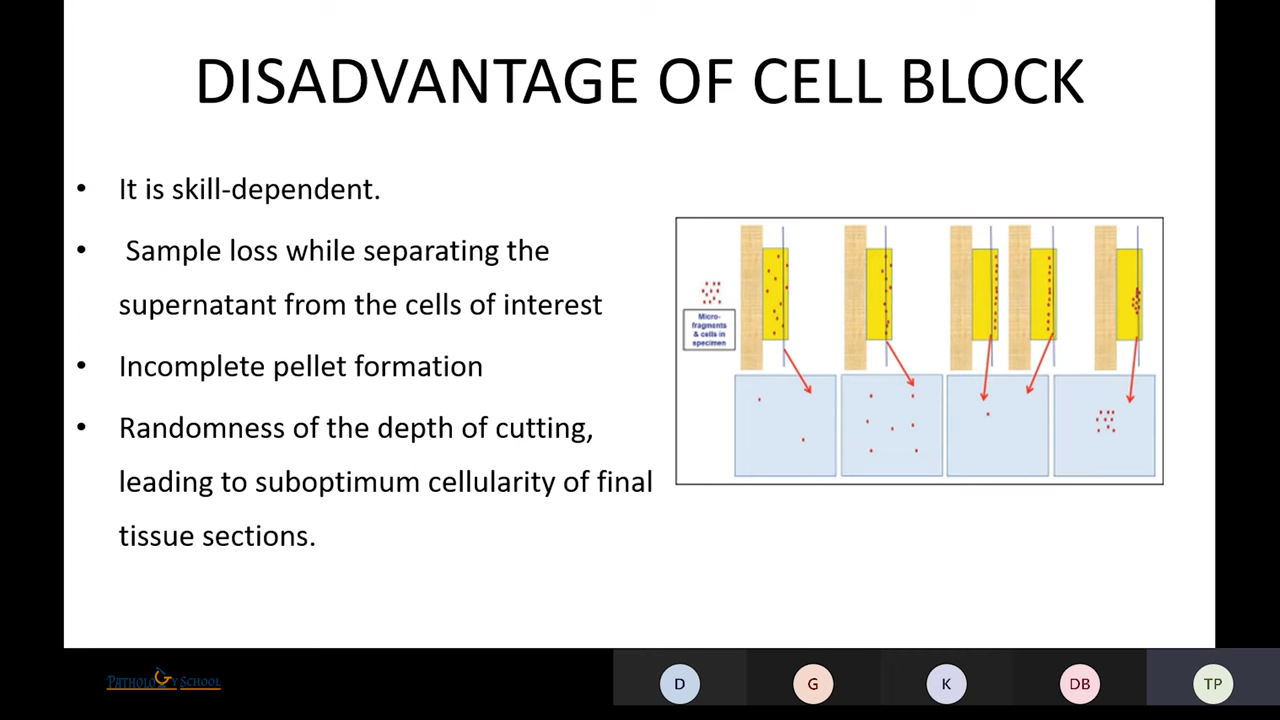 DISADVANTAGE OF CELL BLOCK
• It is skill-dependent.
• Sample loss while separating the
supernatant from the cells of interest
• Incomplete pellet formation
• Randomness of the depth of cutting,
leading to suboptimum cellularity of final
tissue sections.
Micro-
fragments
& cells in
specimen
PATHOLOGY SCHOOL
D
G
K
DB
TP